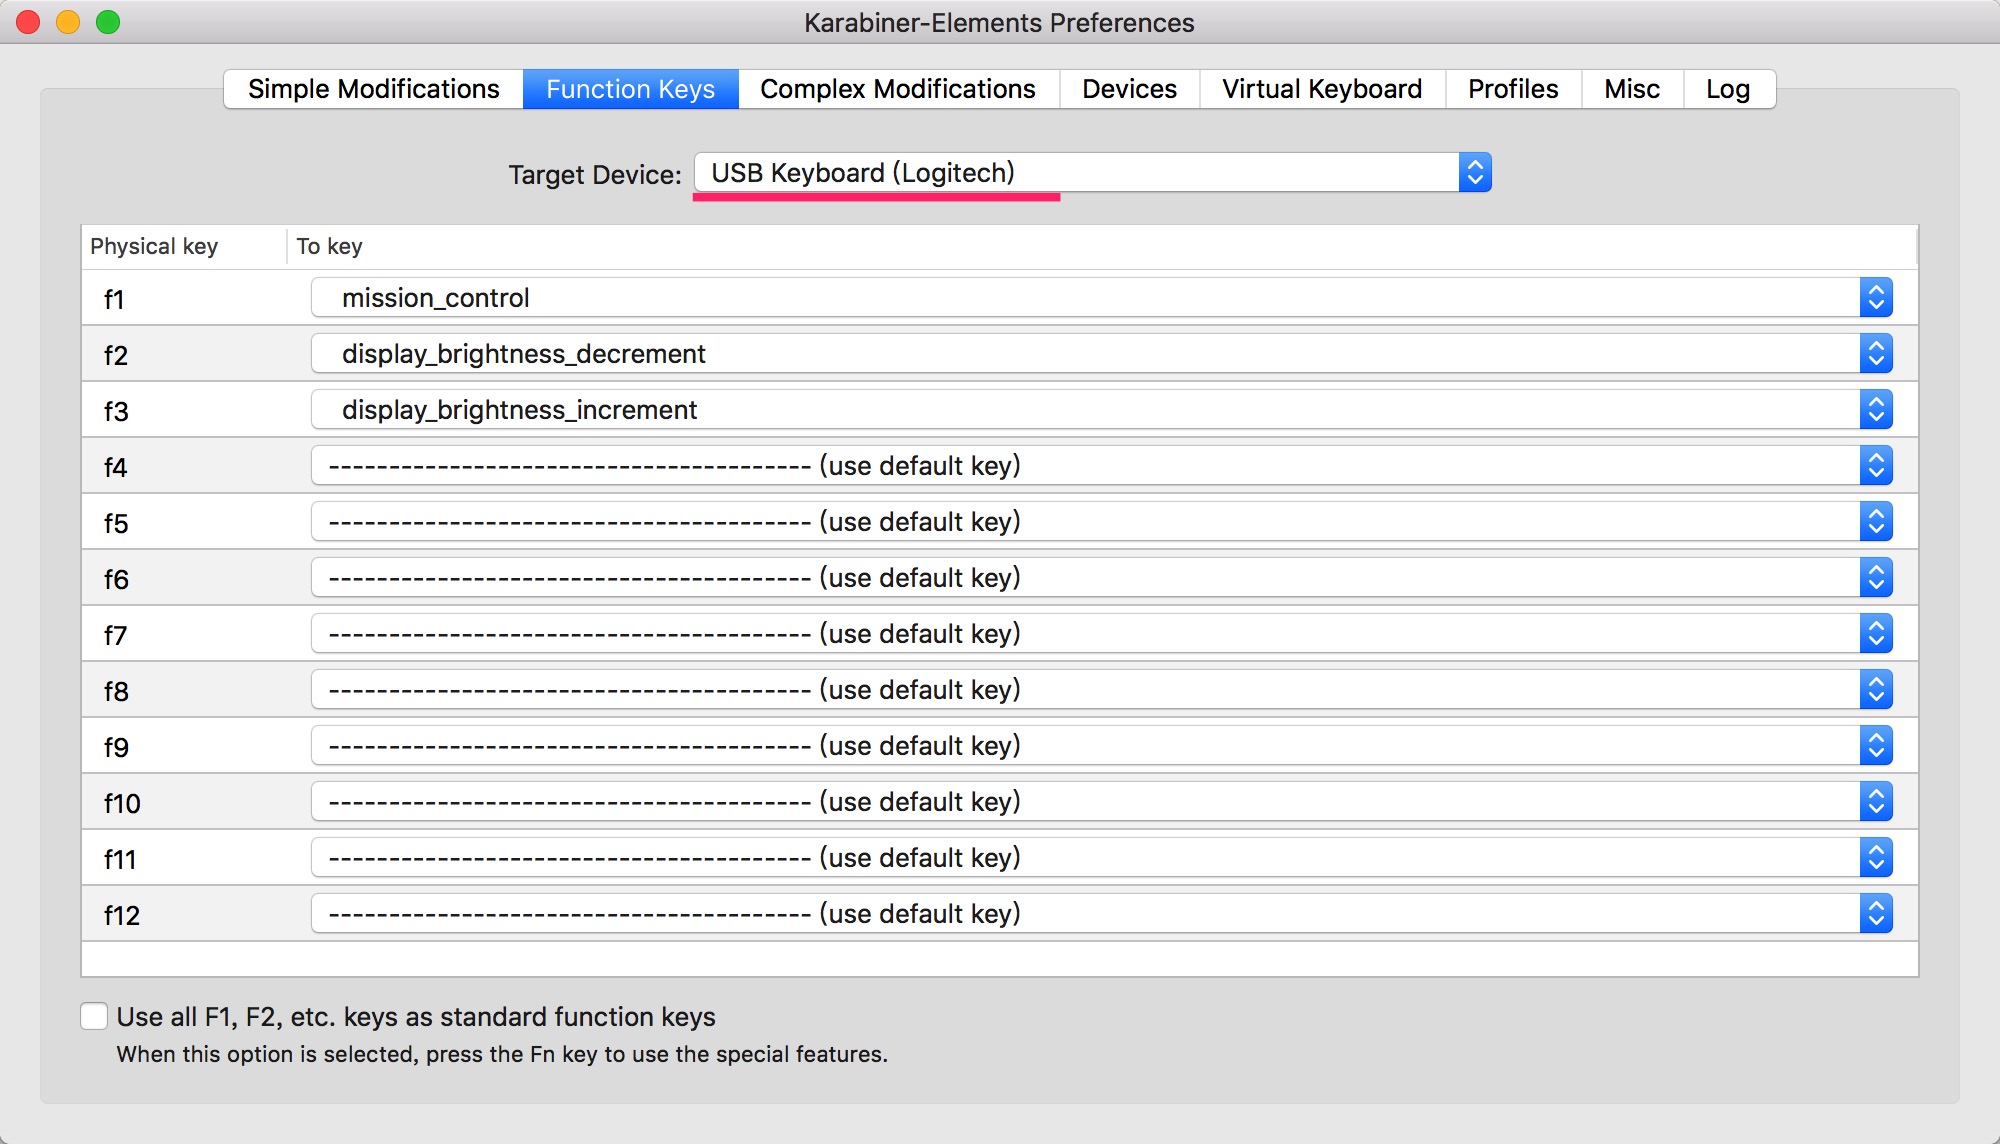 Karabiner-Elements Preferences
Simple Modifications Function Keys Complex Modifications Devices Virtual Keyboard Profiles Misc Log
Target Device: USB Keyboard (Logitech)
Physical key To key
f1 mission_control
f2 display_brightness_decrement
f3 display_brightness_increment
f4 ---------------------------------------- (use default key)
f5 ---------------------------------------- (use default key)
f6 ---------------------------------------- (use default key)
f7 ---------------------------------------- (use default key)
f8 ---------------------------------------- (use default key)
f9 ---------------------------------------- (use default key)
f10 ---------------------------------------- (use default key)
f11 ---------------------------------------- (use default key)
f12 ---------------------------------------- (use default key)
Use all F1, F2, etc. keys as standard function keys
When this option is selected, press the Fn key to use the special features.